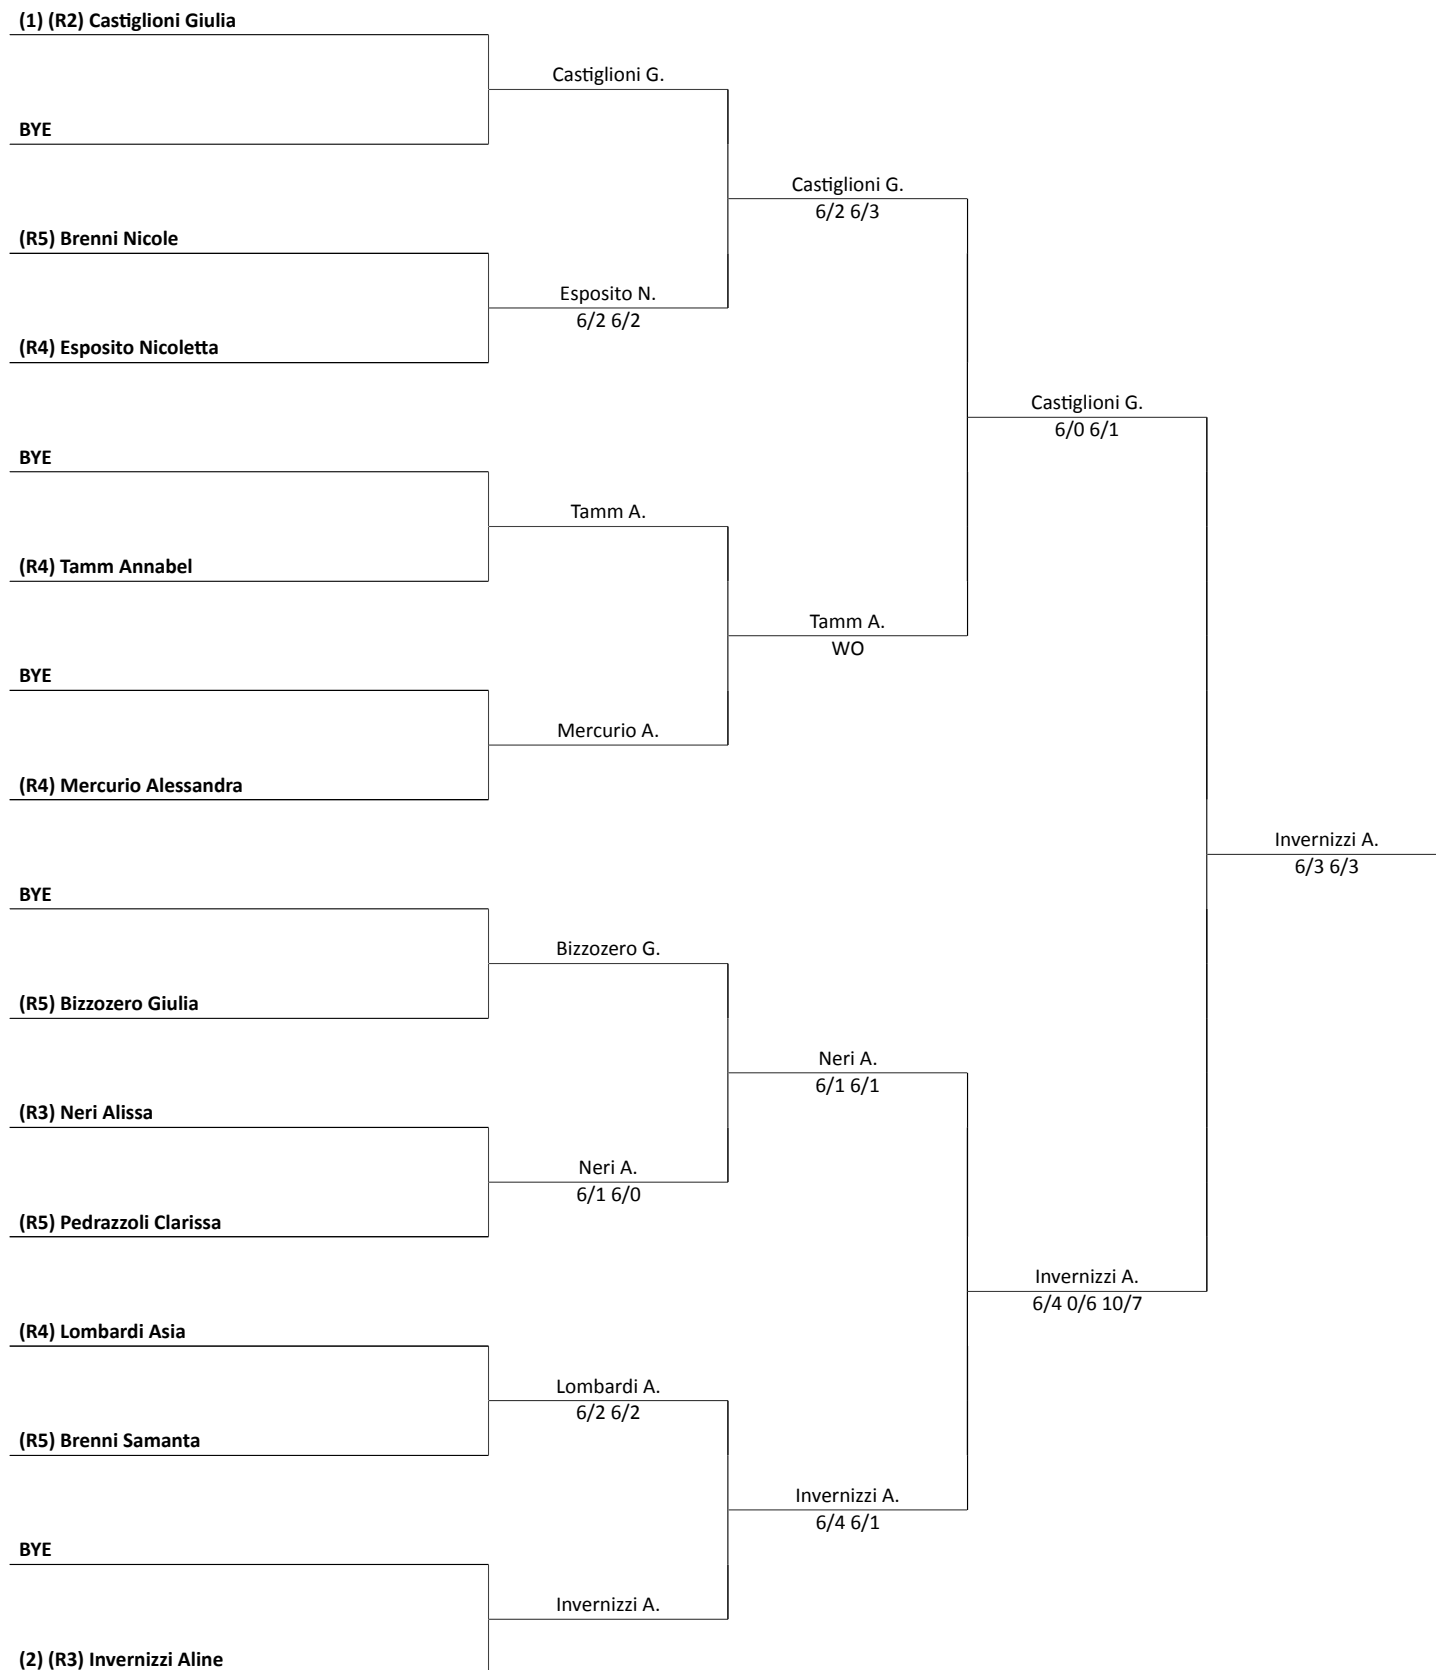 (1) (R2) Castiglioni Giulia
Castiglioni G.
BYE
Castiglioni G.
6/2 6/3
(R5) Brenni Nicole
Esposito N.
6/2 6/2
(R4) Esposito Nicoletta
Castiglioni G.
6/0 6/1
BYE
Tamm A.
(R4) Tamm Annabel
Tamm A.
WO
BYE
Mercurio A.
(R4) Mercurio Alessandra
Invernizzi A.
6/3 6/3
BYE
Bizzozero G.
(R5) Bizzozero Giulia
Neri A.
6/1 6/1
(R3) Neri Alissa
Neri A.
6/1 6/0
(R5) Pedrazzoli Clarissa
Invernizzi A.
6/4 0/6 10/7
(R4) Lombardi Asia
Lombardi A.
6/2 6/2
(R5) Brenni Samanta
Invernizzi A.
6/4 6/1
BYE
Invernizzi A.
(2) (R3) Invernizzi Aline